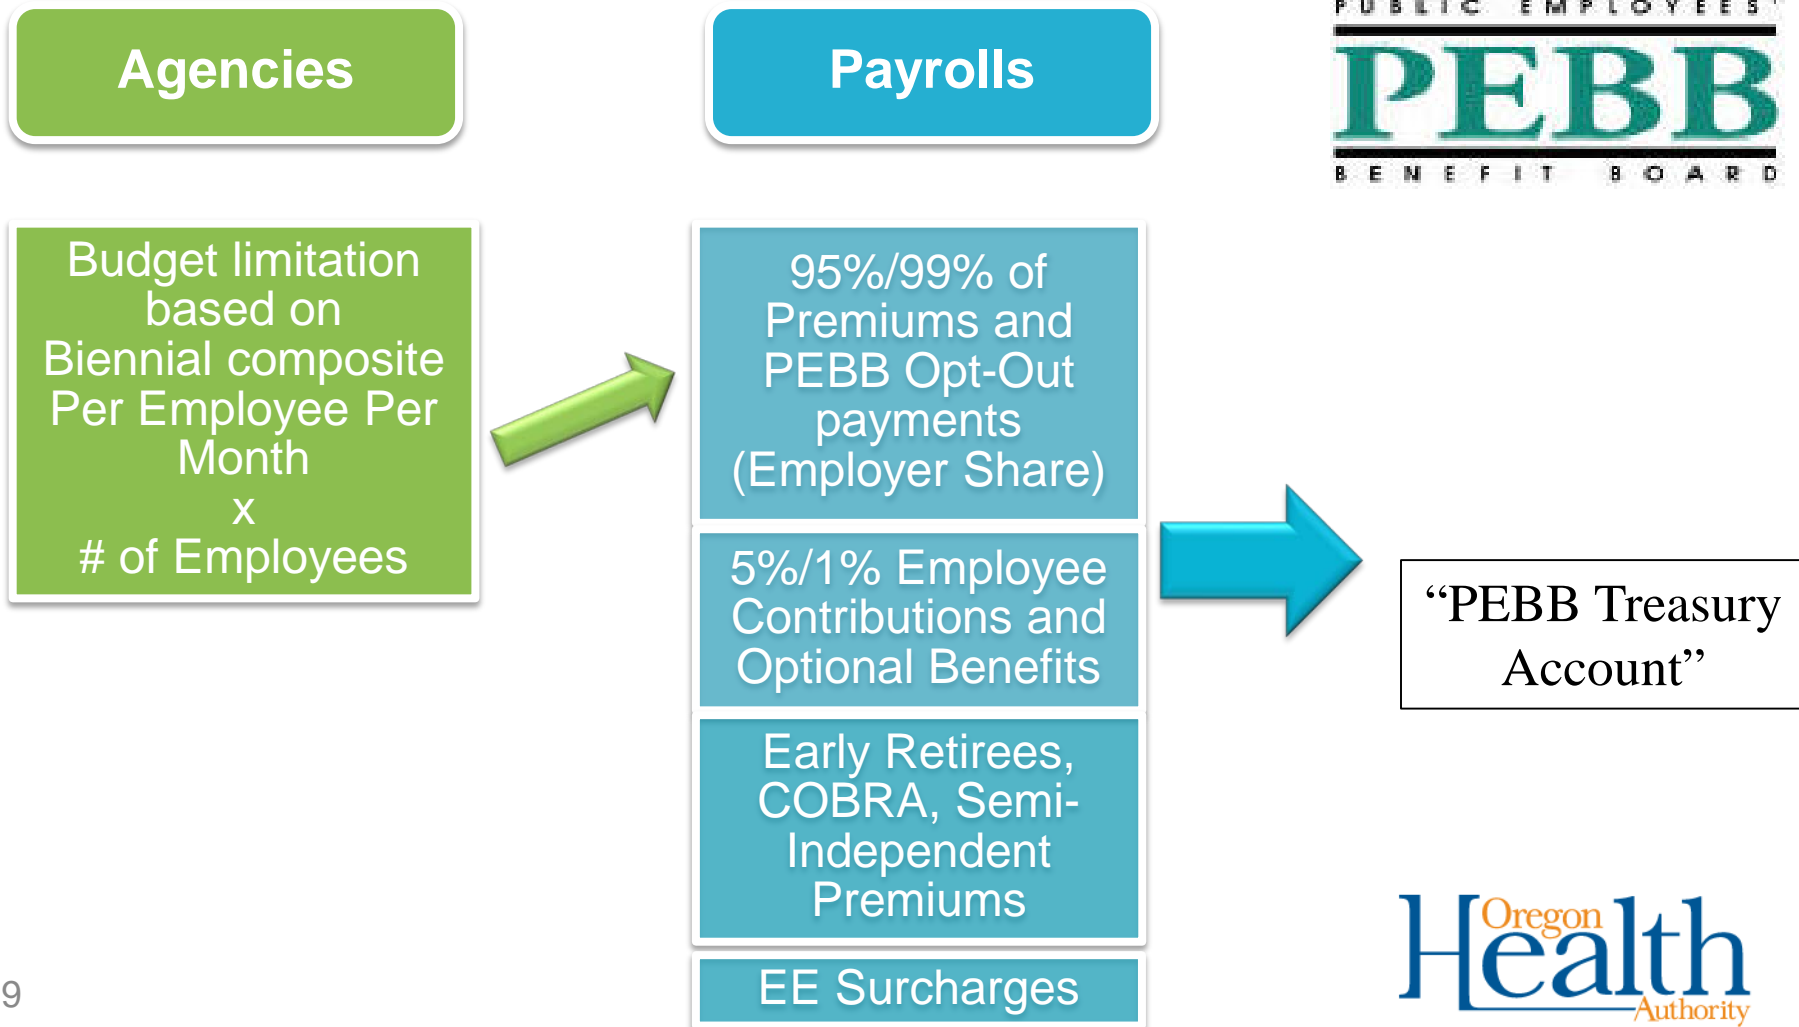 Agencies
Payrolls
PUBLIC EMPLOYEES'
PEBB
BENEFIT BOARD
Budget limitation
based on
Biennial composite
Per Employee Per
Month
x
# of Employees
95%/99% of
Premiums and
PEBB Opt-Out
payments
(Employer Share)
5%/1% Employee
Contributions and
Optional Benefits
Early Retirees,
COBRA, Semi-
Independent
Premiums
EE Surcharges
“PEBB Treasury
Account”
Oregon
Health
Authority
9